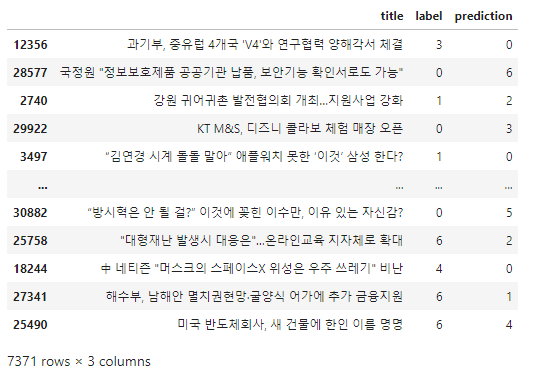 title label prediction
12356 과기부, 중유럽 4개국 'V4'와 연구협력 양해각서 체결 3 0
28577 국정원 "정보보호제품 공공기관 납품, 보안기능 확인서로도 가능" 0 6
2740 강원 귀어귀촌 발전협의회 개최...지원사업 강화 1 2
29922 KT M&S, 디즈니 콜라보 체험 매장 오픈 0 3
3497 “김연경 시계 돌돌 말아” 애플워치 못한 ‘이것’ 삼성 한다? 1 0
... ... ... ...
30882 “방시혁은 안 될 걸?” 이것에 꽂힌 이수만, 이유 있는 자신감? 0 5
25758 "대형재난 발생시 대응은"...온라인교육 지자체로 확대 6 2
18244 中 네티즌 "머스크의 스페이스X 위성은 우주 쓰레기" 비난 4 0
27341 해수부, 남해안 멸치권현망·굴양식 어가에 추가 금융지원 6 1
25490 미국 반도체회사, 새 건물에 한인 이름 명명 6 4
7371 rows × 3 columns